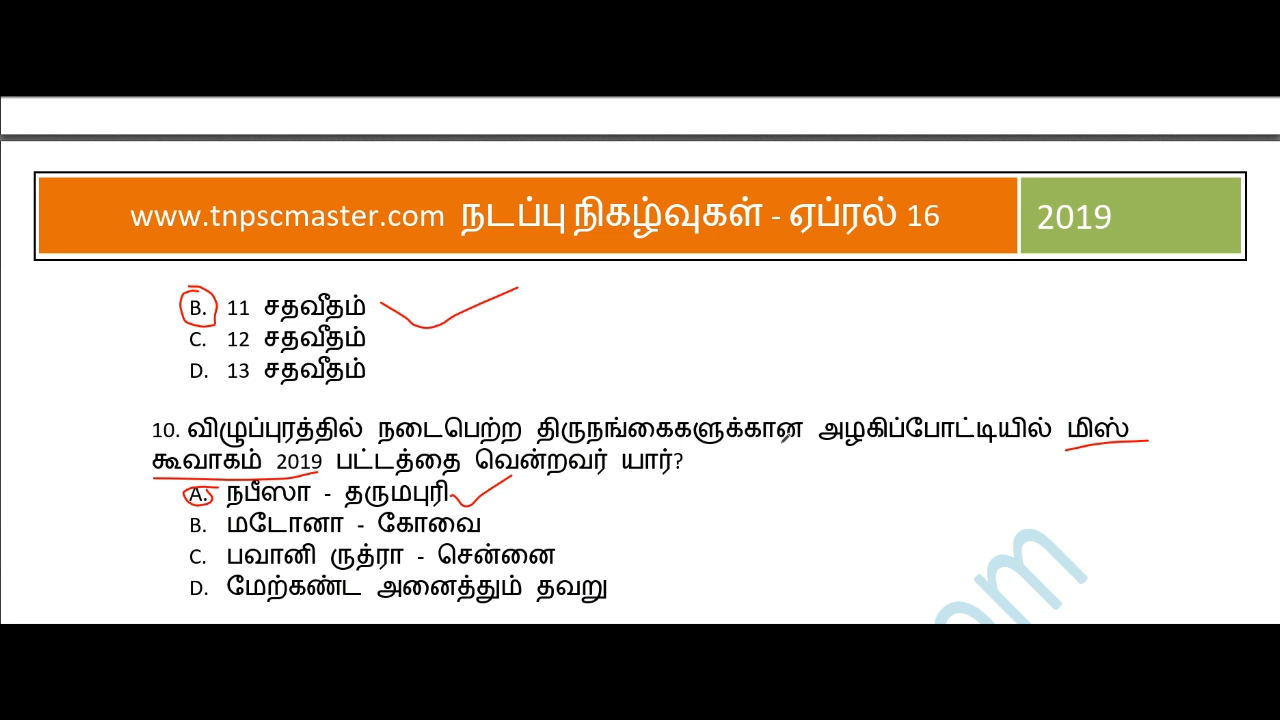 www.tnpscmaster.com நடப்பு நிகழ்வுகள் - ஏப்ரல் 16 2019
B. 11 சதவீதம்
C. 12 சதவீதம்
D. 13 சதவீதம்
10. விழுப்புரத்தில் நடைபெற்ற திருநங்கைகளுக்கான அழகிப்போட்டியில் மிஸ்
கூவாகம் 2019 பட்டத்தை வென்றவர் யார்?
A. நபீஸா - தருமபுரி
B. மடோனா - கோவை
C. பவானி ருத்ரா - சென்னை
D. மேற்கண்ட அனைத்தும் தவறு
om